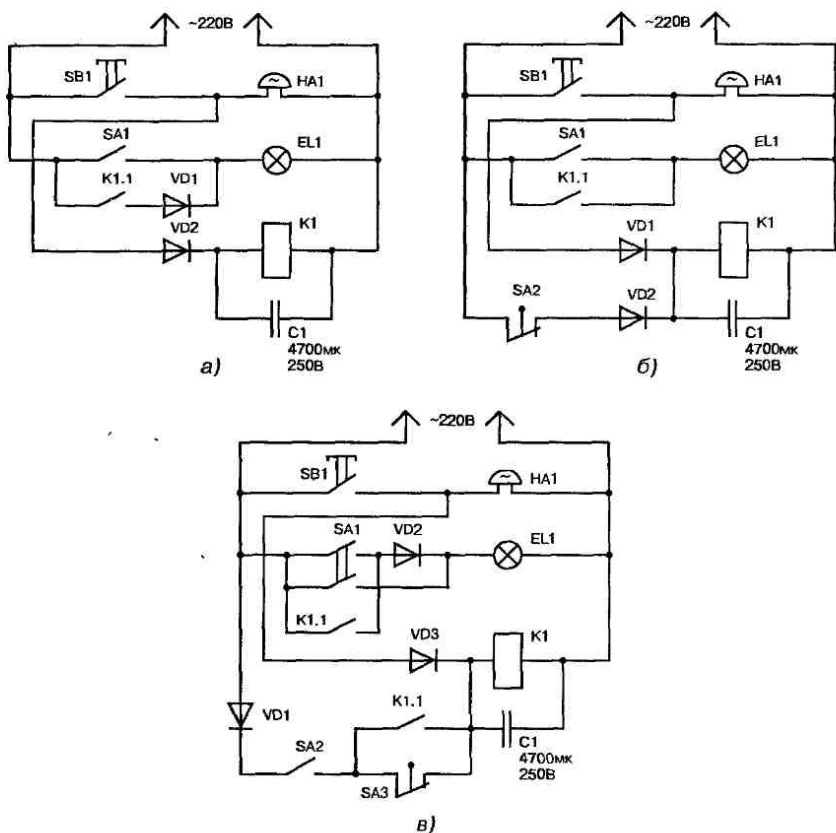 ~220В
SB1
HA1
SA1
EL1
K1.1
VD1
VD2
K1
C1
4700мк
250В
а)
~220В
SB1
HA1
SA1
EL1
K1.1
VD1
K1
SA2
VD2
C1
4700мк
250В
б)
~220В
SB1
HA1
SA1
VD2
EL1
K1.1
VD3
K1
VD1
K1.1
SA2
C1
4700мк
250В
SA3
в)